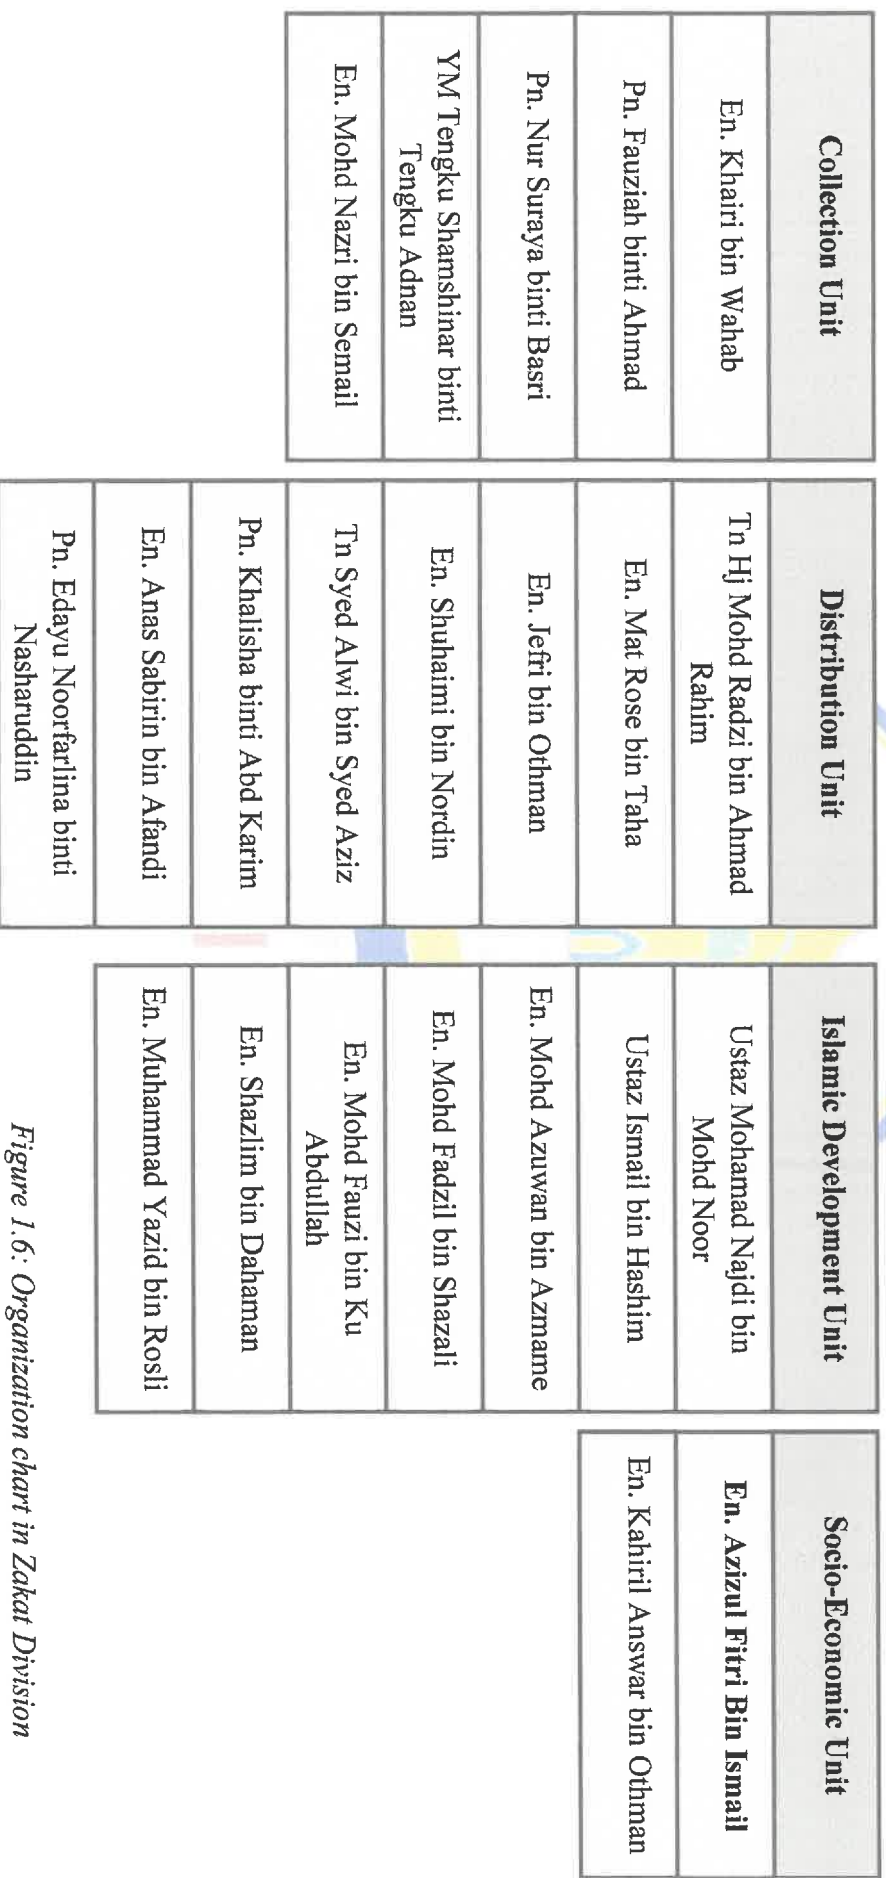 Collection Unit
En. Khairi bin Wahab
Pn. Fauziah binti Ahmad
Pn. Nur Suraya binti Basri
YM Tengku Shamshinar binti
Tengku Adnan
En. Mohd Nazri bin Semail
Distribution Unit
Tn Hj Mohd Radzi bin Ahmad
Rahim
En. Mat Rose bin Taha
En. Jefri bin Othman
En. Shuhaimi bin Nordin
Tn Syed Alwi bin Syed Aziz
Pn. Khalisha binti Abd Karim
En. Anas Sabirin bin Afandi
Pn. Edayu Noorfarlina binti
Nasharuddin
Islamic Development Unit
Ustaz Mohamad Najdi bin
Mohd Noor
Ustaz Ismail bin Hashim
En. Mohd Azuwan bin Azmame
En. Mohd Fadzil bin Shazali
En. Mohd Fauzi bin Ku
Abdullah
En. Shazlim bin Dahaman
En. Muhammad Yazid bin Rosli
Socio-Economic Unit
En. Azizul Fitri Bin Ismail
En. Kahiril Answar bin Othman
Figure 1.6: Organization chart in Zakat Division